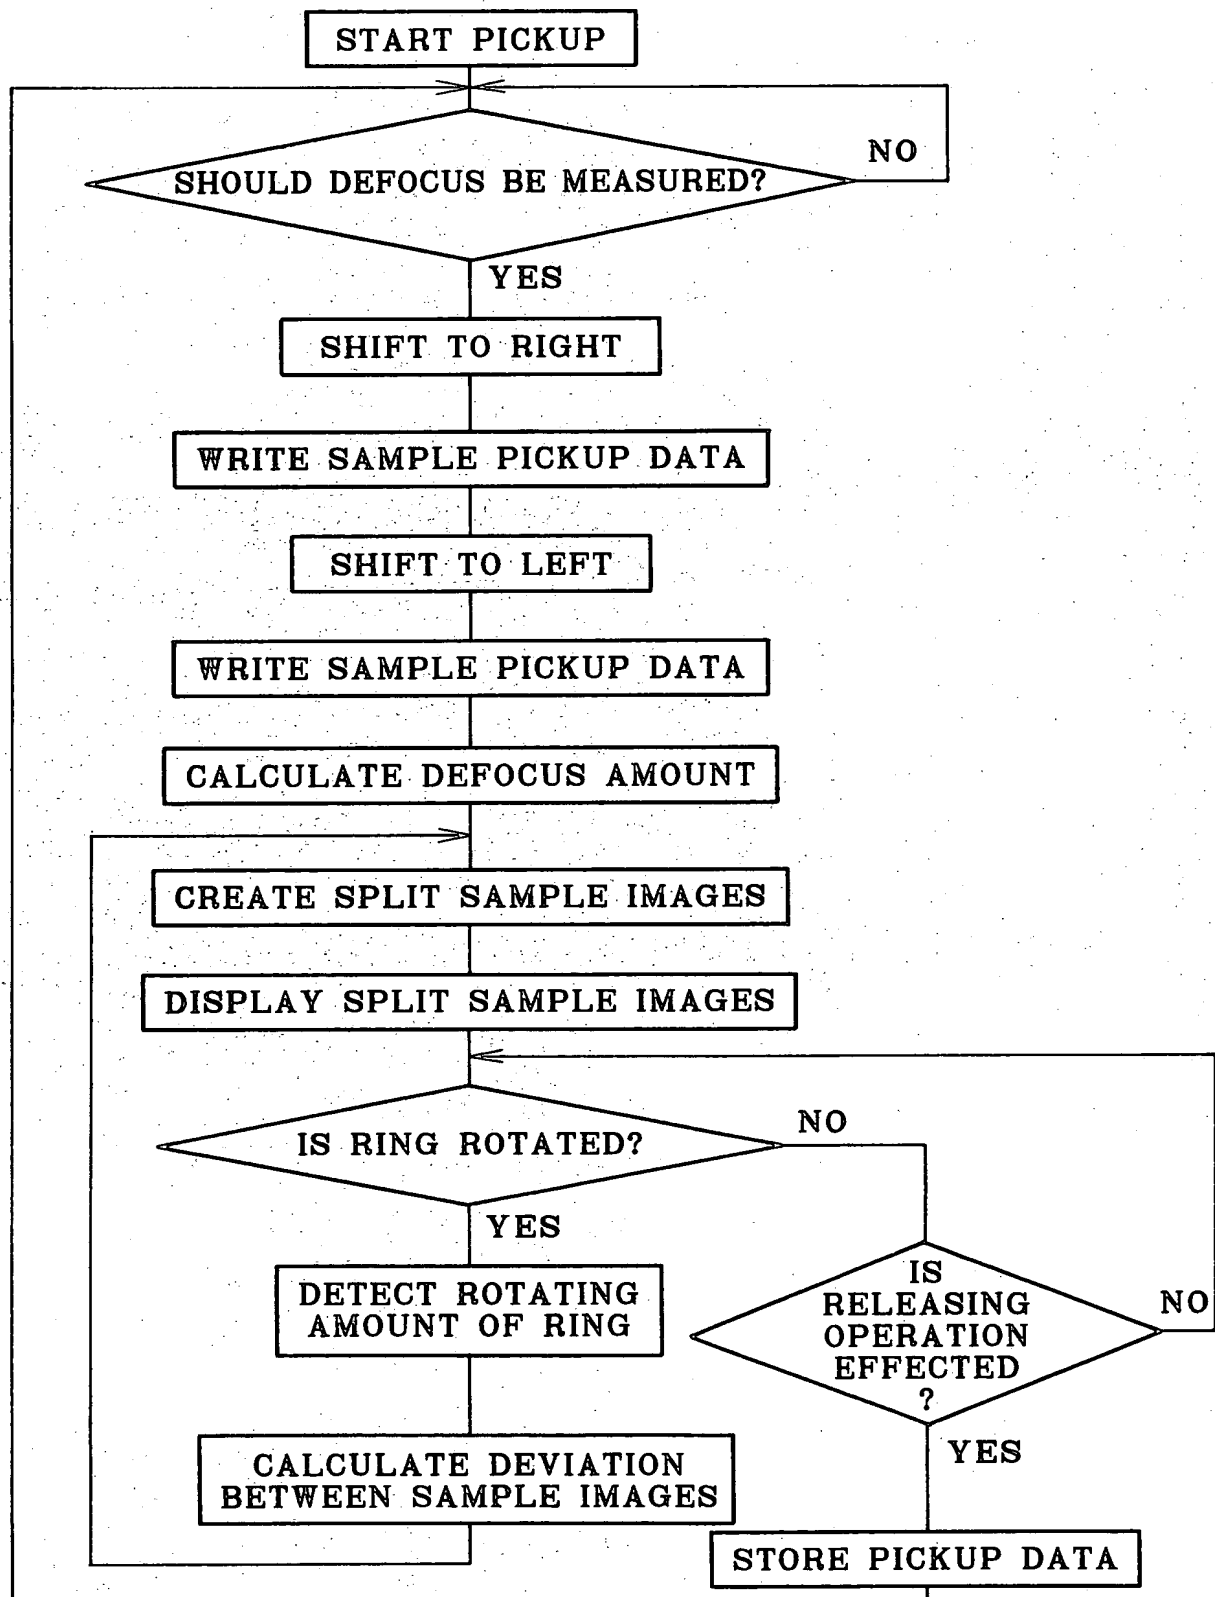 START PICKUP
NO
SHOULD DEFOCUS BE MEASURED?
YES
SHIFT TO RIGHT
WRITE SAMPLE PICKUP DATA
SHIFT TO LEFT
WRITE SAMPLE PICKUP DATA
CALCULATE DEFOCUS AMOUNT
CREATE SPLIT SAMPLE IMAGES
DISPLAY SPLIT SAMPLE IMAGES
NO
IS RING ROTATED?
YES
DETECT ROTATING
AMOUNT OF RING
IS
RELEASING
OPERATION
EFFECTED
?
NO
YES
CALCULATE DEVIATION
BETWEEN SAMPLE IMAGES
STORE PICKUP DATA